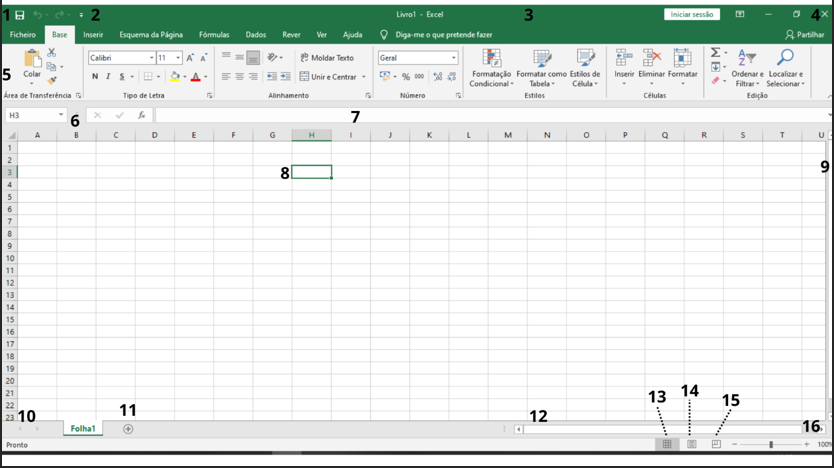 1 2 Livro1 - Excel 3 Iniciar sessão 4
Ficheiro Base Inserir Esquema da Página Fórmulas Dados Rever Ver Ajuda Diga-me o que pretende fazer Partilhar
5 Colar Calibri 11 A A Moldar Texto Geral Formatação Condicional Formatar como Tabela Estilos de Célula Inserir Eliminar Formatar Σ Ordenar e Filtrar Localizar e Selecionar
N I S A Unir e Centrar % 000
Área de Transferência Tipo de Letra Alinhamento Número Estilos Células Edição
H3 6 fx 7
A B C D E F G H I J K L M N O P Q R S T U
1
2
3 8 9
4
5
6
7
8
9
10
11
12
13
14
15
16
17
18
19
20
21 13 14 15
22
23
10 Folha1 11 12 16
Pronto 100%